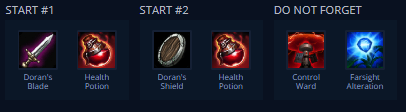 START #1
Doran's
Blade
Health
Potion
START #2
Doran's
Shield
Health
Potion
DO NOT FORGET
Control
Ward
Farsight
Alteration